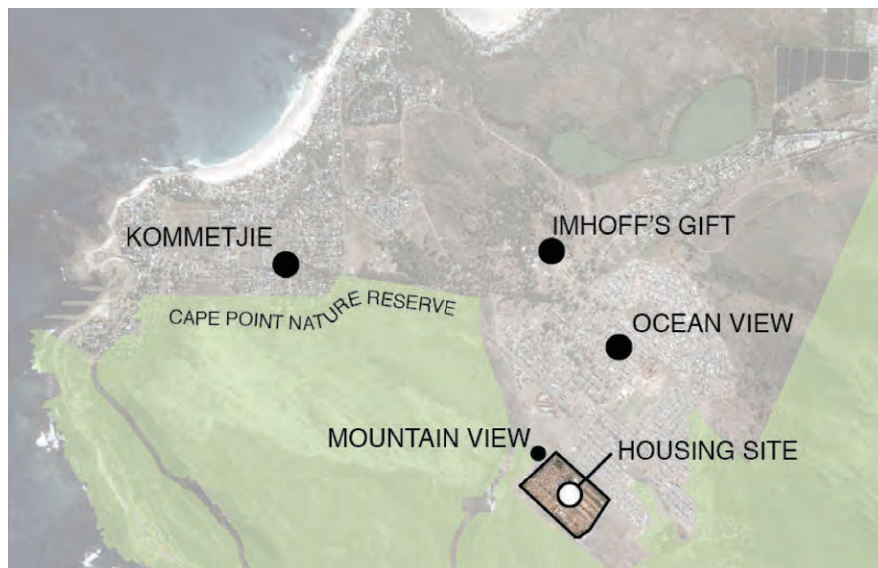 IMHOFF'S GIFT
KOMMETJIE
CAPE POINT NATURE RESERVE
OCEAN VIEW
MOUNTAIN VIEW
HOUSING SITE